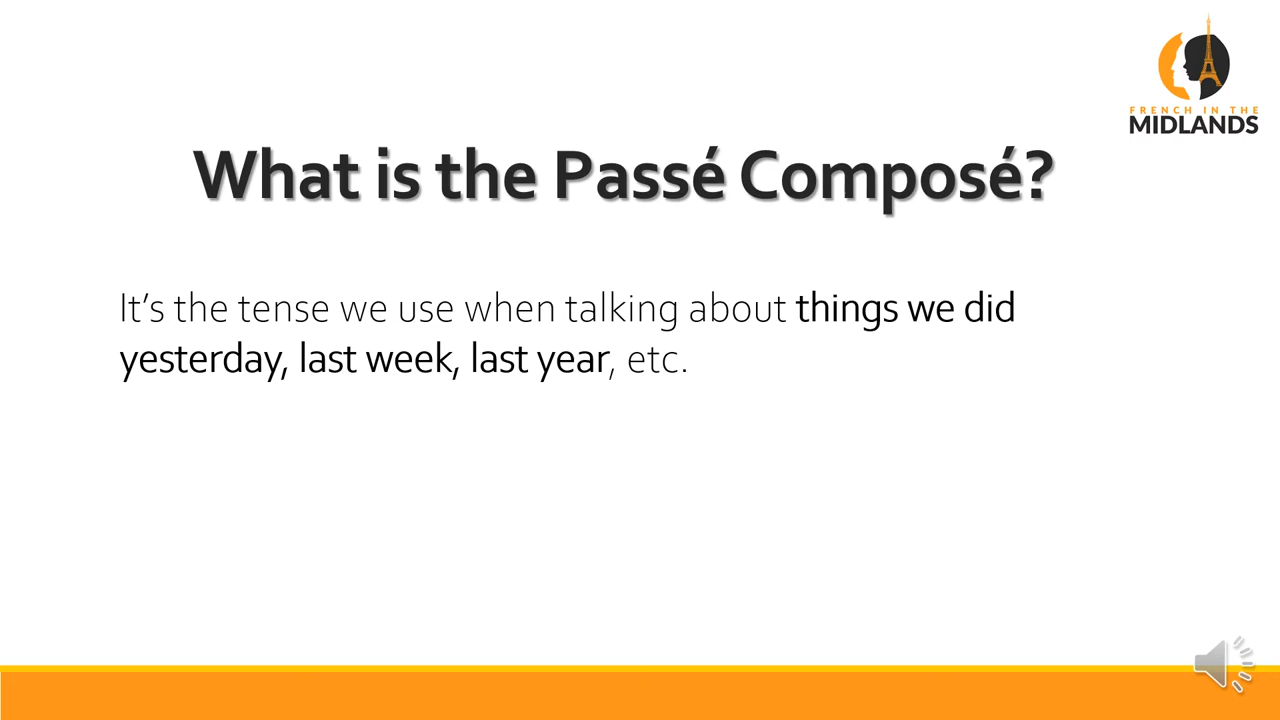 FRENCH IN THE
MIDLANDS
What is the Passé Composé?
It’s the tense we use when talking about things we did
yesterday, last week, last year, etc.